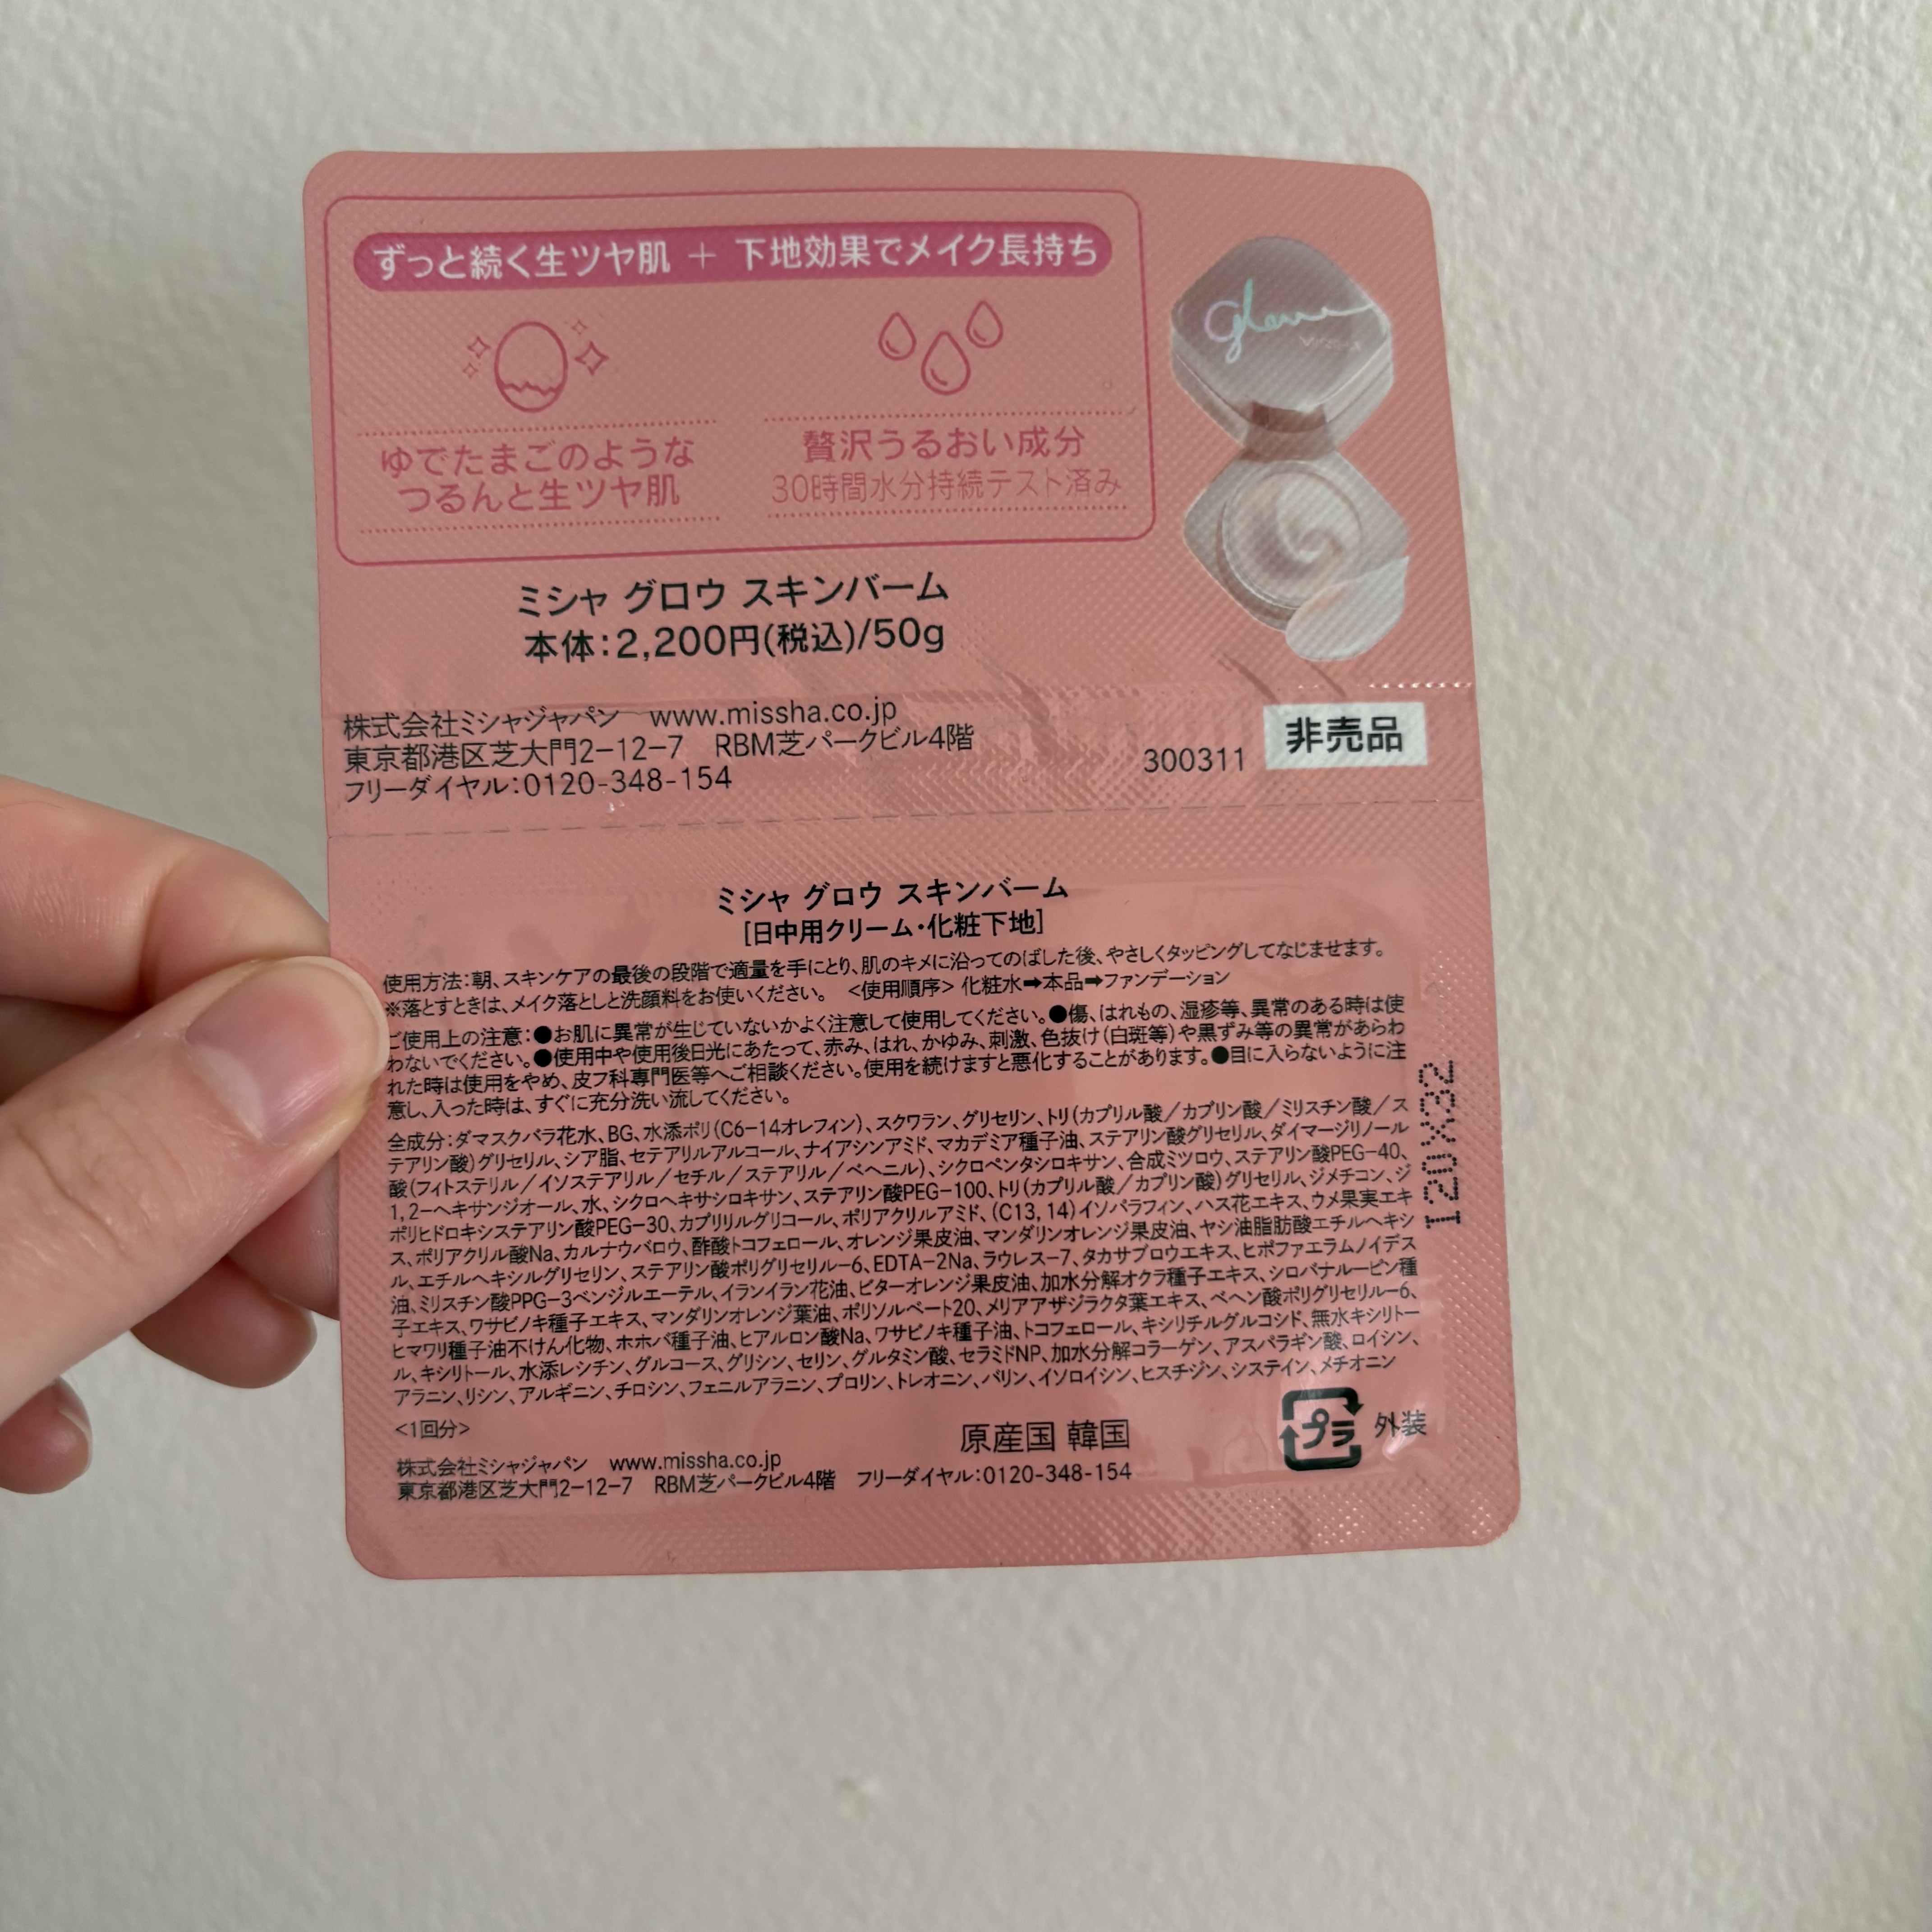 ずっと続く生ツヤ肌 ＋ 下地効果でメイク長持ち
ゆでたまごのような
つるんと生ツヤ肌
贅沢うるおい成分
30時間水分持続テスト済み
glow
MISSHA
ミシャ グロウ スキンバーム
本体：2,200円(税込)/50g
株式会社ミシャジャパン　www.missha.co.jp
東京都港区芝大門2−12−7　RBM芝パークビル4階
フリーダイヤル：0120-348-154
300311
非売品
ミシャ グロウ スキンバーム
[日中用クリーム・化粧下地]
使用方法：朝、スキンケアの最後の段階で適量を手にとり、肌のキメに沿ってのばした後、やさしくタッピングしてなじませます。
※落とすときは、メイク落としと洗顔料をお使いください。　<使用順序> 化粧水➡本品➡ファンデーション
ご使用上の注意：●お肌に異常が生じていないかよく注意して使用してください。●傷、はれもの、湿疹等、異常のある時は使
わないでください。●使用中や使用後日光にあたって、赤み、はれ、かゆみ、刺激、色抜け(白斑等)や黒ずみ等の異常があらわ
れた時は使用をやめ、皮フ科専門医等へご相談ください。使用を続けますと悪化することがあります。●目に入らないように注
意し、入った時は、すぐに充分洗い流してください。
全成分：ダマスクバラ花水、BG、水添ポリ(C6−14オレフィン)、スクワラン、グリセリン、トリ(カプリル酸／カプリン酸／ミリスチン酸／ス
テアリン酸)グリセリル、シア脂、セテアリルアルコール、ナイアシンアミド、マカデミア種子油、ステアリン酸グリセリル、ダイマージリノール
酸(フィトステリル／イソステアリル／セチル／ステアリル／ベヘニル)、シクロペンタシロキサン、合成ミツロウ、ステアリン酸PEG−40、
1,2−ヘキサンジオール、水、シクロヘキサシロキサン、ステアリン酸PEG−100、トリ(カプリル酸／カプリン酸)グリセリル、ジメチコン、ジ
ポリヒドロキシステアリン酸PEG−30、カプリリルグリコール、ポリアクリルアミド、(C13,14)イソパラフィン、ハス花エキス、ウメ果実エキ
ス、ポリアクリル酸Na、カルナウバロウ、酢酸トコフェロール、オレンジ果皮油、マンダリンオレンジ果皮油、ヤシ油脂肪酸エチルヘキシ
ル、エチルヘキシルグリセリン、ステアリン酸ポリグリセリル−6、EDTA−2Na、ラウレス−7、タカサブロウエキス、ヒポファエラムノイデス
油、ミリスチン酸PPG−3ベンジルエーテル、イランイラン花油、ビターオレンジ果皮油、加水分解オクラ種子エキス、シロバナルーピン種
子エキス、ワサビノキ種子エキス、マンダリンオレンジ葉油、ポリソルベート20、メリアアザジラクタ葉エキス、ベヘン酸ポリグリセリル−6、
ヒマワリ種子油不けん化物、ホホバ種子油、ヒアルロン酸Na、ワサビノキ種子油、トコフェロール、キシリチルグルコシド、無水キシリトー
ル、キシリトール、水添レシチン、グルコース、グリシン、セリン、グルタミン酸、セラミドNP、加水分解コラーゲン、アスパラギン酸、ロイシン、
アラニン、リシン、アルギニン、チロシン、フェニルアラニン、プロリン、トレオニン、バリン、イソロイシン、ヒスチジン、システイン、メチオニン
<1回分>
原産国 韓国
プラ 外装
株式会社ミシャジャパン　www.missha.co.jp
東京都港区芝大門2−12−7　RBM芝パークビル4階　フリーダイヤル：0120-348-154
120X32